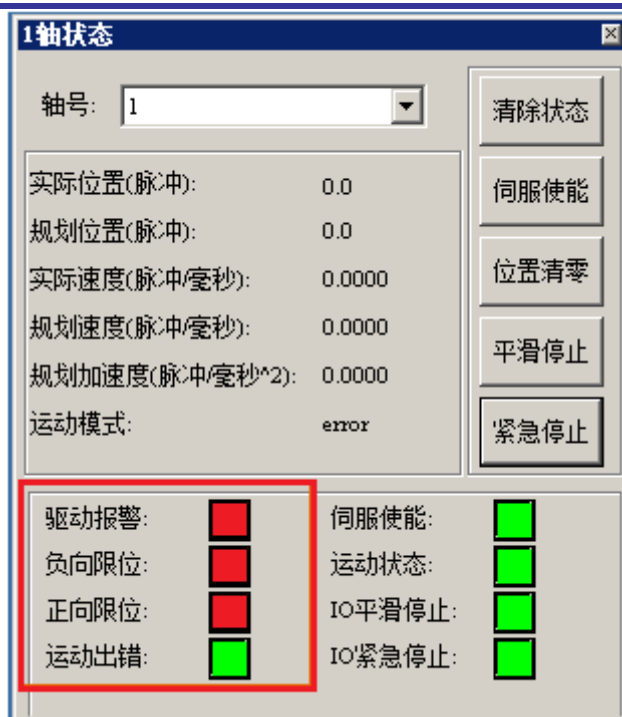 1轴状态
轴号: 1
清除状态
实际位置(脉冲): 0.0
伺服使能
规划位置(脉冲): 0.0
位置清零
实际速度(脉冲/毫秒): 0.0000
规划速度(脉冲/毫秒): 0.0000
平滑停止
规划加速度(脉冲/毫秒^2): 0.0000
运动模式: error
紧急停止
驱动报警: 伺服使能:
负向限位: 运动状态:
正向限位: IO平滑停止:
运动出错: IO紧急停止: